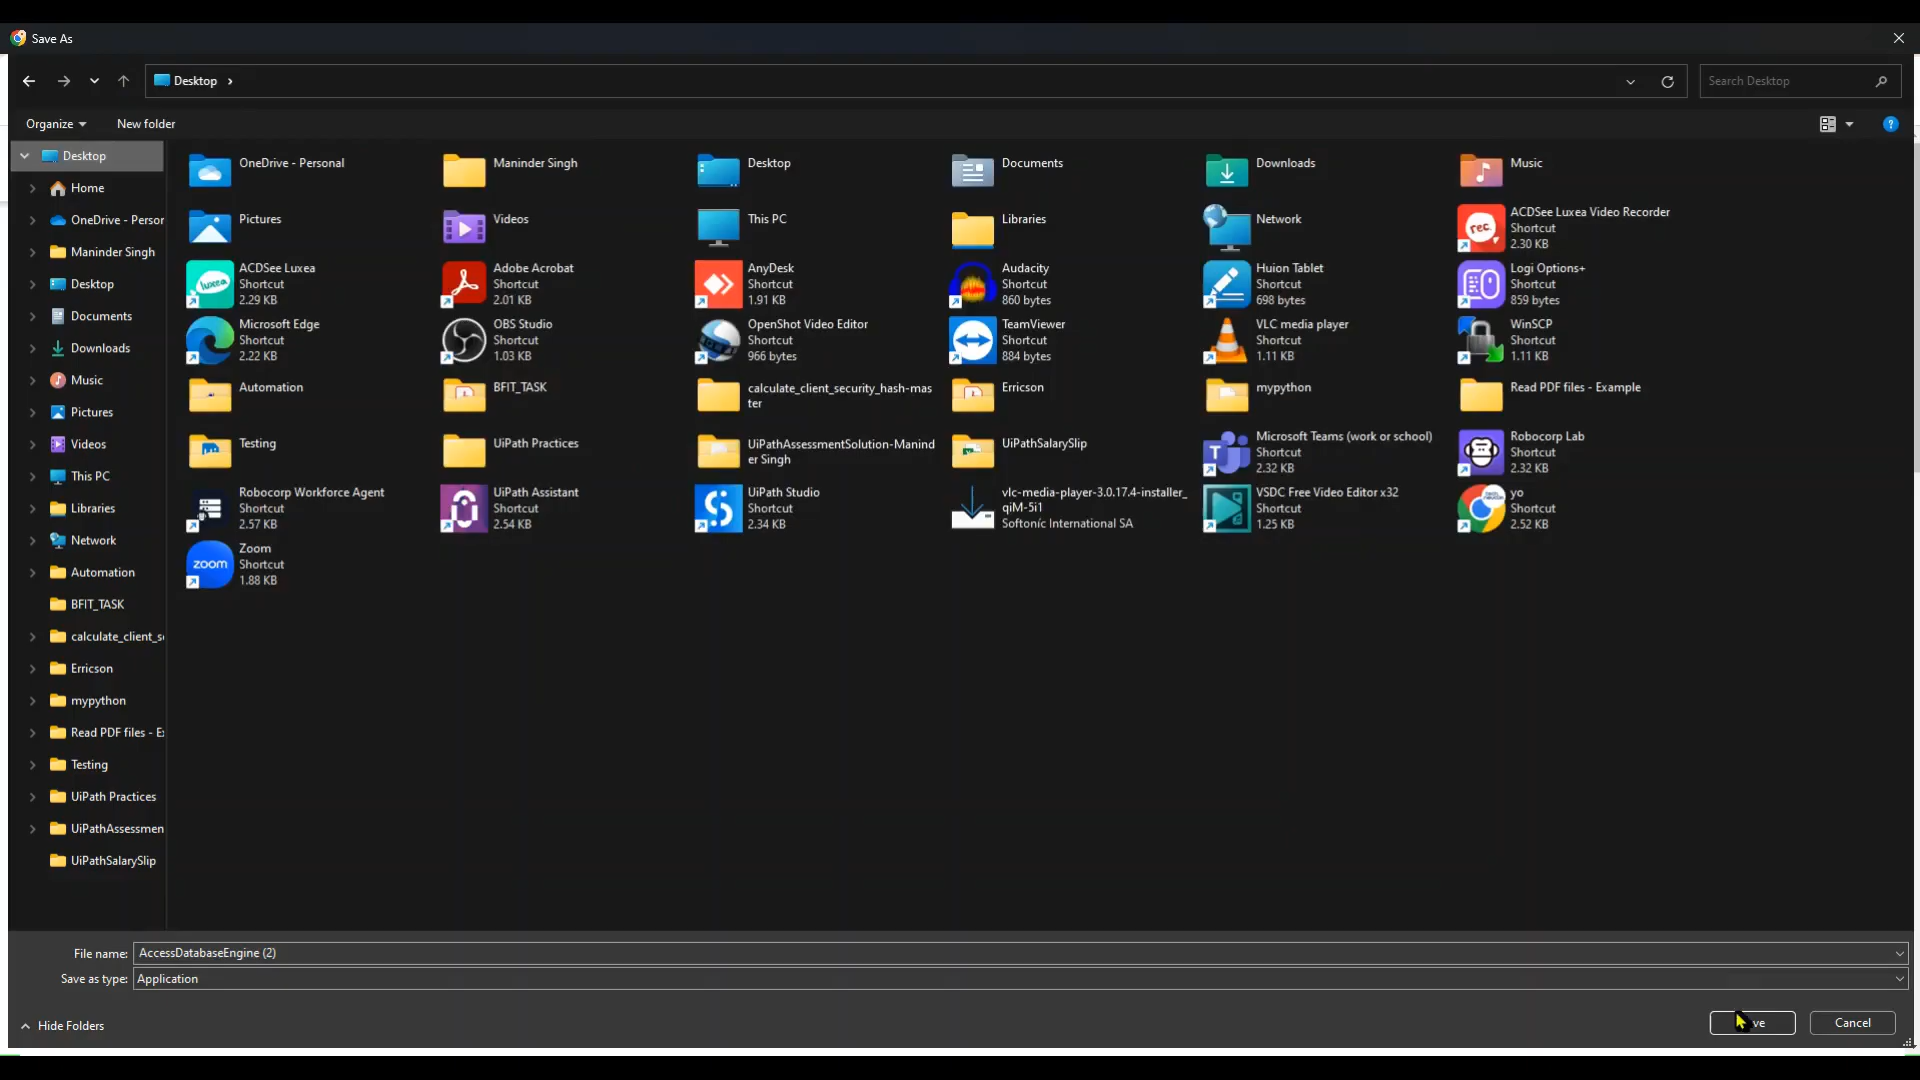 Save As
Desktop
Search Desktop
Organize
New folder
Desktop
Home
OneDrive - Person
Maninder Singh
Desktop
Documents
Downloads
Music
Pictures
Videos
This PC
Libraries
Network
Automation
BFIT_TASK
calculate_client_s
Erricson
mypython
Read PDF files - E
Testing
UiPath Practices
UiPathAssessmen
UiPathSalarySlip
OneDrive - Personal
Maninder Singh
Desktop
Documents
Downloads
Music
Pictures
Videos
This PC
Libraries
Network
ACDSee Luxea Video Recorder
Shortcut
2.30 KB
rec
ACDSee Luxea
Shortcut
2.29 KB
luxea
Adobe Acrobat
Shortcut
2.01 KB
AnyDesk
Shortcut
1.91 KB
Audacity
Shortcut
860 bytes
Huion Tablet
Shortcut
698 bytes
Logi Options+
Shortcut
859 bytes
Microsoft Edge
Shortcut
2.22 KB
OBS Studio
Shortcut
1.03 KB
OpenShot Video Editor
Shortcut
966 bytes
TeamViewer
Shortcut
884 bytes
VLC media player
Shortcut
1.11 KB
WinSCP
Shortcut
1.11 KB
Automation
BFIT_TASK
calculate_client_security_hash-mas
ter
Erricson
mypython
Read PDF files - Example
Testing
UiPath Practices
UiPathAssessmentSolution-Manind
er Singh
UiPathSalarySlip
Microsoft Teams (work or school)
Shortcut
2.32 KB
Robocorp Lab
Shortcut
2.32 KB
Robocorp Workforce Agent
Shortcut
2.57 KB
UiPath Assistant
Shortcut
2.54 KB
UiPath Studio
Shortcut
2.34 KB
vlc-media-player-3.0.17.4-installer_
qiM-5i1
Softonic International SA
VSDC Free Video Editor x32
Shortcut
1.25 KB
yo
Shortcut
2.52 KB
zoom
Zoom
Shortcut
1.88 KB
File name: AccessDatabaseEngine (2)
Save as type: Application
Hide Folders
ve
Cancel